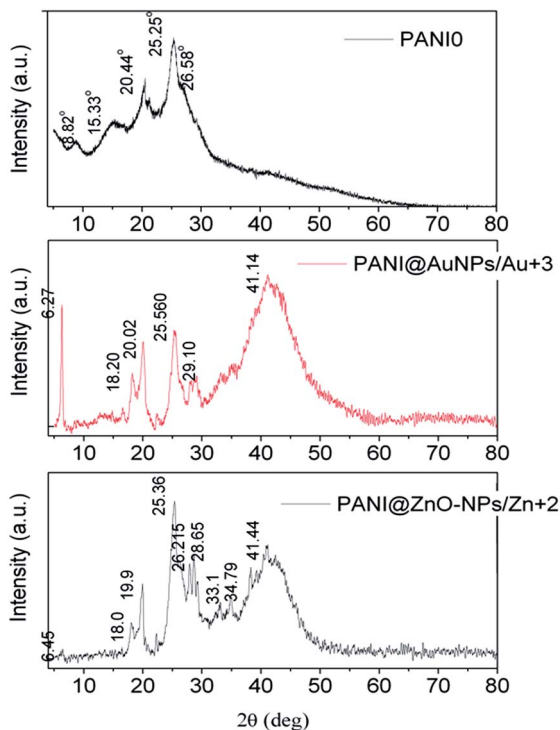 Intensity (a.u.)
8.82°
15.33°
20.44°
25.25°
26.58°
PANI0
10 20 30 40 50 60 70 80
Intensity (a.u.)
6.27
18.20
20.02
25.560
29.10
41.14
PANI@AuNPs/Au+3
10 20 30 40 50 60 70 80
Intensity (a.u.)
6.45
18.0
19.9
25.36
26.215
28.65
33.1
34.79
41.44
PANI@ZnO-NPs/Zn+2
10 20 30 40 50 60 70 80
2θ (deg)